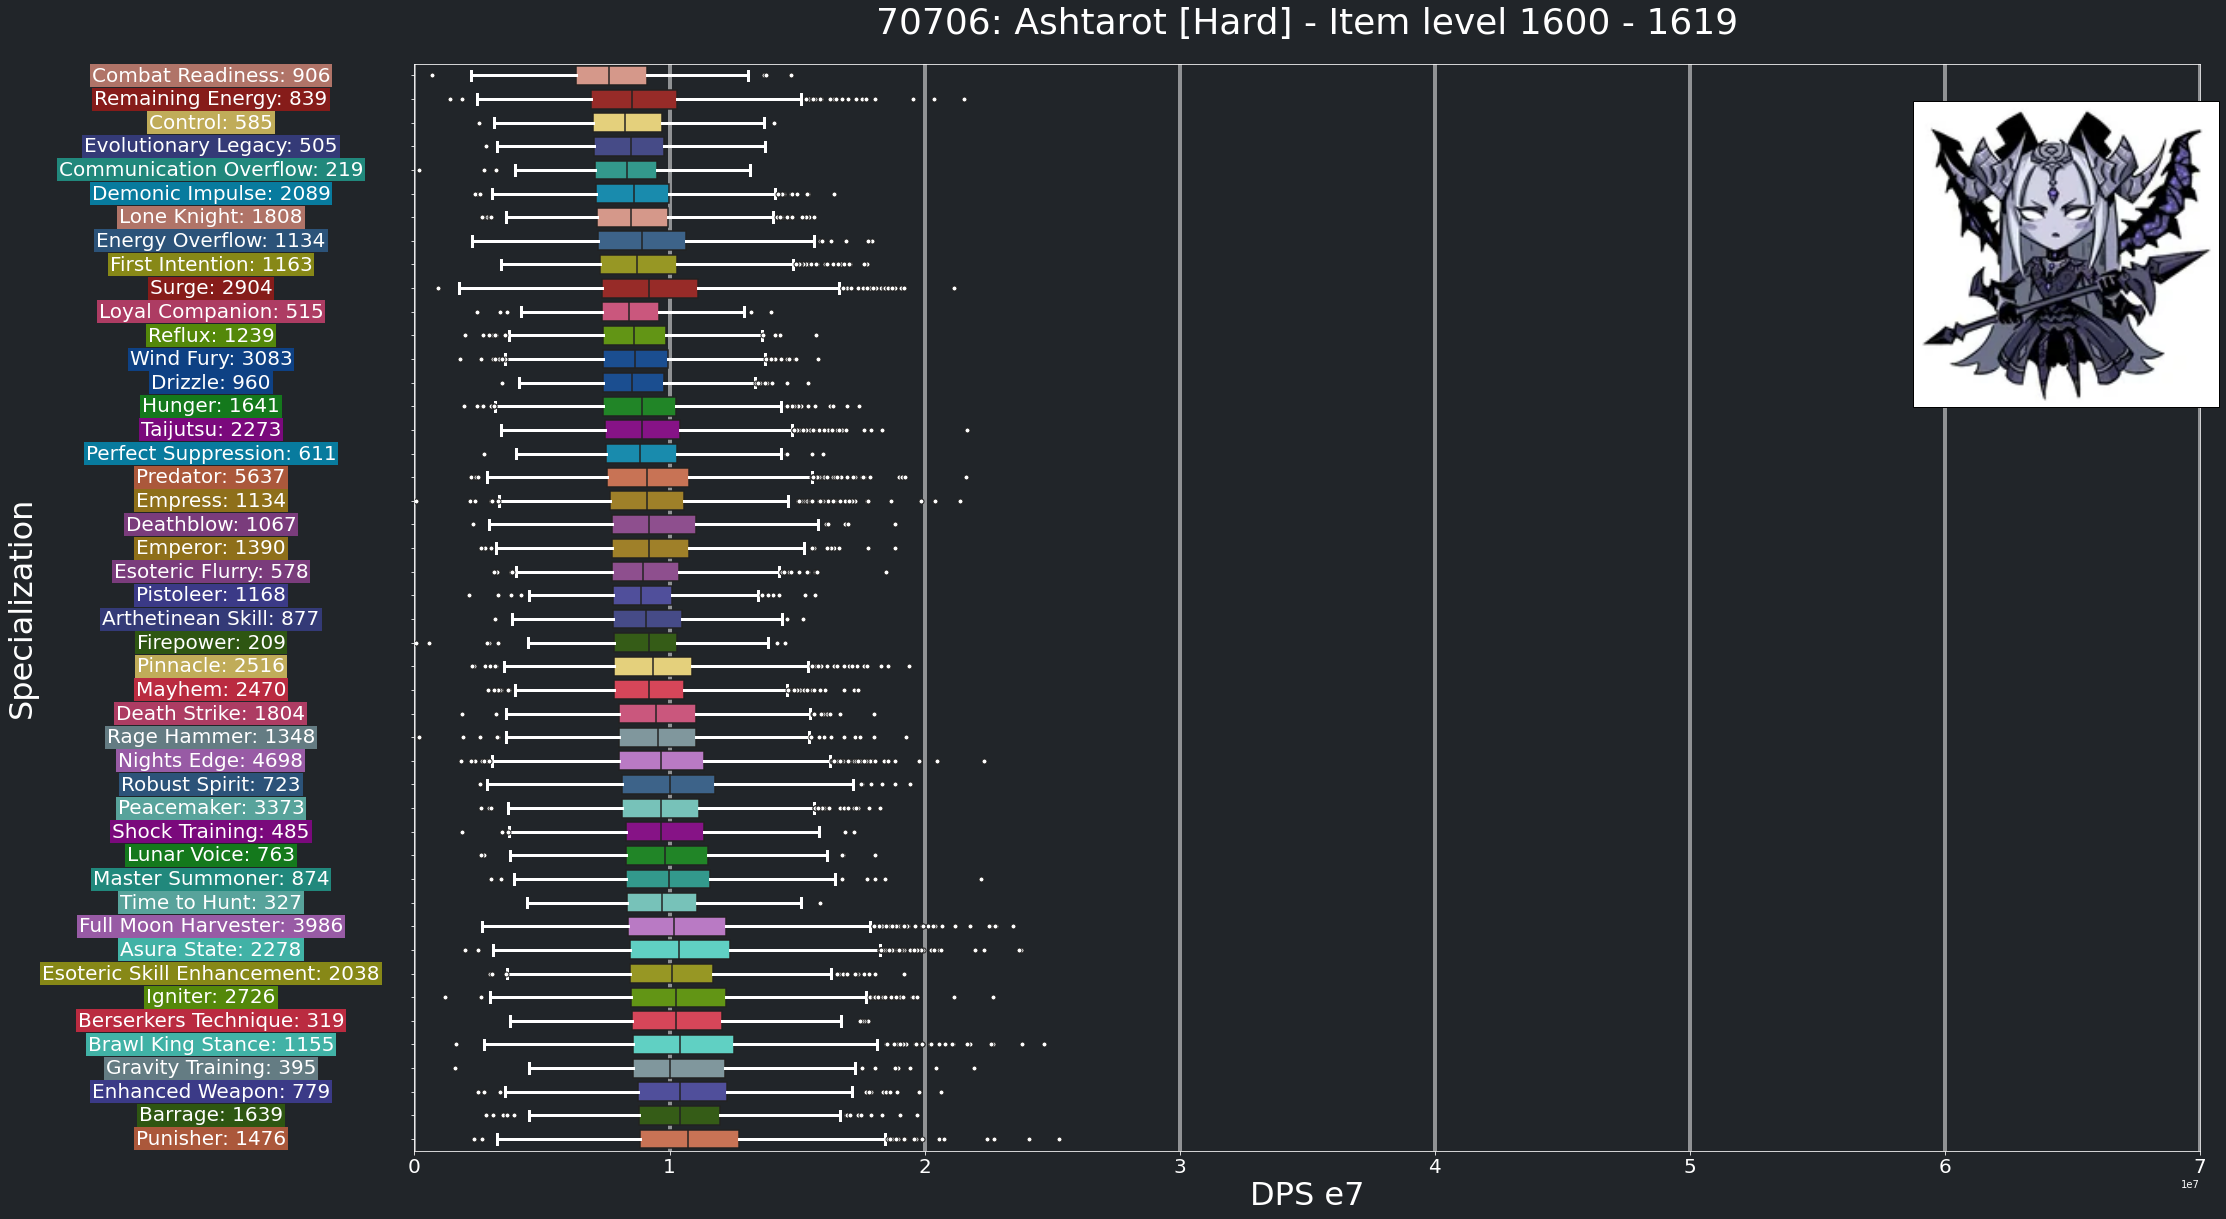 70706: Ashtarot [Hard] - Item level 1600 - 1619
Specialization
Combat Readiness: 906
Remaining Energy: 839
Control: 585
Evolutionary Legacy: 505
Communication Overflow: 219
Demonic Impulse: 2089
Lone Knight: 1808
Energy Overflow: 1134
First Intention: 1163
Surge: 2904
Loyal Companion: 515
Reflux: 1239
Wind Fury: 3083
Drizzle: 960
Hunger: 1641
Taijutsu: 2273
Perfect Suppression: 611
Predator: 5637
Empress: 1134
Deathblow: 1067
Emperor: 1390
Esoteric Flurry: 578
Pistoleer: 1168
Arthetinean Skill: 877
Firepower: 209
Pinnacle: 2516
Mayhem: 2470
Death Strike: 1804
Rage Hammer: 1348
Nights Edge: 4698
Robust Spirit: 723
Peacemaker: 3373
Shock Training: 485
Lunar Voice: 763
Master Summoner: 874
Time to Hunt: 327
Full Moon Harvester: 3986
Asura State: 2278
Esoteric Skill Enhancement: 2038
Igniter: 2726
Berserkers Technique: 319
Brawl King Stance: 1155
Gravity Training: 395
Enhanced Weapon: 779
Barrage: 1639
Punisher: 1476
0 1 2 3 4 5 6 7
1e7
DPS e7